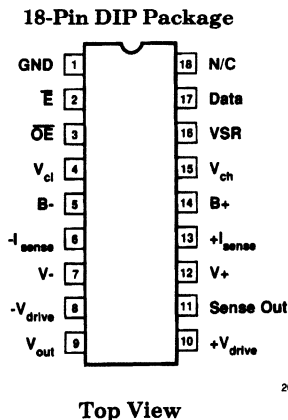 18-Pin DIP Package
GND 1 18 N/C
E̅ 2 17 Data
O̅E̅ 3 16 VSR
Vcl 4 15 Vch
B- 5 14 B+
-Isense 6 13 +Isense
V- 7 12 V+
-Vdrive 8 11 Sense Out
Vout 9 10 +Vdrive
Top View